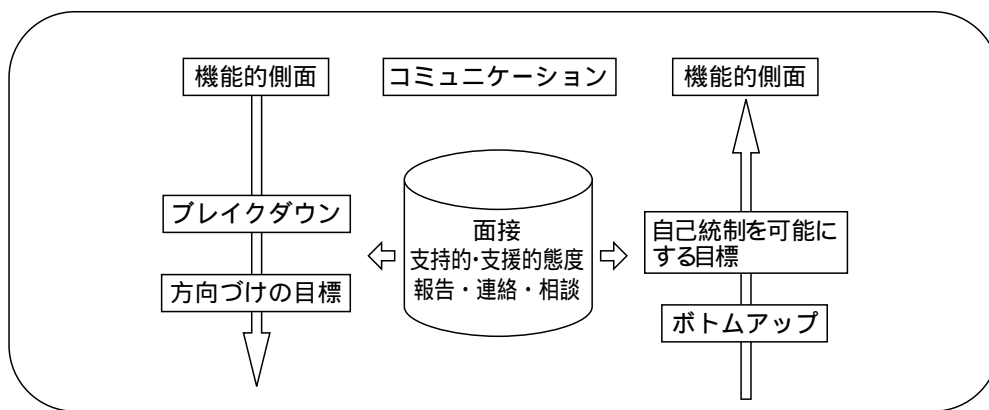 機能的側面
コミュニケーション
機能的側面
ブレイクダウン
方向づけの目標
面接
支持的･支援的態度
報告・連絡・相談
自己統制を可能に
する目標
ボトムアップ